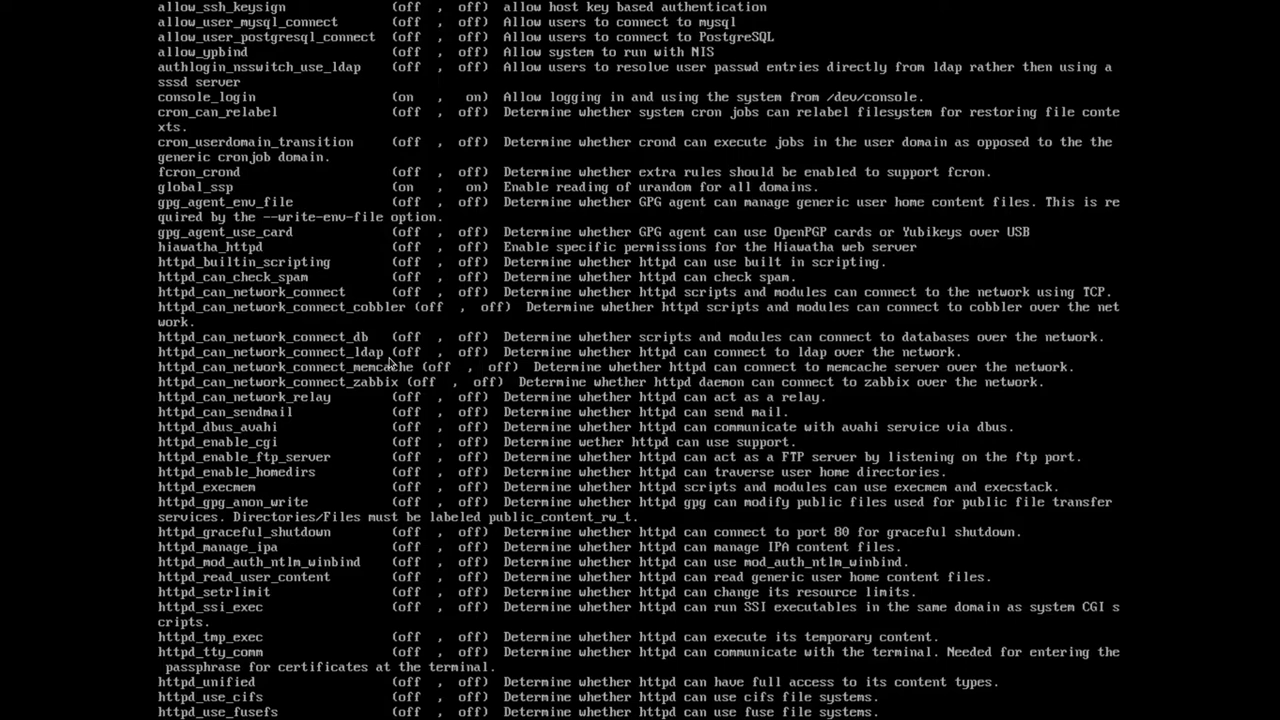 allow_ssh_keysign              (off  ,  off)  allow host key based authentication
allow_user_mysql_connect       (off  ,  off)  Allow users to connect to mysql
allow_user_postgresql_connect  (off  ,  off)  Allow users to connect to PostgreSQL
allow_ypbind                   (off  ,  off)  Allow system to run with NIS
authlogin_nsswitch_use_ldap    (off  ,  off)  Allow users to resolve user passwd entries directly from ldap rather then using a
sssd server
console_login                  (on   ,   on)  Allow logging in and using the system from /dev/console.
cron_can_relabel               (off  ,  off)  Determine whether system cron jobs can relabel filesystem for restoring file conte
xts.
cron_userdomain_transition     (off  ,  off)  Determine whether crond can execute jobs in the user domain as opposed to the the
generic cronjob domain.
fcron_crond                    (off  ,  off)  Determine whether extra rules should be enabled to support fcron.
global_ssp                     (on   ,   on)  Enable reading of urandom for all domains.
gpg_agent_env_file             (off  ,  off)  Determine whether GPG agent can manage generic user home content files. This is re
quired by the --write-env-file option.
gpg_agent_use_card             (off  ,  off)  Determine whether GPG agent can use OpenPGP cards or Yubikeys over USB
hiawatha_httpd                 (off  ,  off)  Enable specific permissions for the Hiawatha web server
httpd_builtin_scripting        (off  ,  off)  Determine whether httpd can use built in scripting.
httpd_can_check_spam           (off  ,  off)  Determine whether httpd can check spam.
httpd_can_network_connect      (off  ,  off)  Determine whether httpd scripts and modules can connect to the network using TCP.
httpd_can_network_connect_cobbler (off  ,  off)  Determine whether httpd scripts and modules can connect to cobbler over the net
work.
httpd_can_network_connect_db   (off  ,  off)  Determine whether scripts and modules can connect to databases over the network.
httpd_can_network_connect_ldap (off  ,  off)  Determine whether httpd can connect to ldap over the network.
httpd_can_network_connect_memcache (off  ,  off)  Determine whether httpd can connect to memcache server over the network.
httpd_can_network_connect_zabbix (off  ,  off)  Determine whether httpd daemon can connect to zabbix over the network.
httpd_can_network_relay        (off  ,  off)  Determine whether httpd can act as a relay.
httpd_can_sendmail             (off  ,  off)  Determine whether httpd can send mail.
httpd_dbus_avahi               (off  ,  off)  Determine whether httpd can communicate with avahi service via dbus.
httpd_enable_cgi               (off  ,  off)  Determine wether httpd can use support.
httpd_enable_ftp_server        (off  ,  off)  Determine whether httpd can act as a FTP server by listening on the ftp port.
httpd_enable_homedirs          (off  ,  off)  Determine whether httpd can traverse user home directories.
httpd_execmem                  (off  ,  off)  Determine whether httpd scripts and modules can use execmem and execstack.
httpd_gpg_anon_write           (off  ,  off)  Determine whether httpd gpg can modify public files used for public file transfer
services. Directories/Files must be labeled public_content_rw_t.
httpd_graceful_shutdown        (off  ,  off)  Determine whether httpd can connect to port 80 for graceful shutdown.
httpd_manage_ipa               (off  ,  off)  Determine whether httpd can manage IPA content files.
httpd_mod_auth_ntlm_winbind    (off  ,  off)  Determine whether httpd can use mod_auth_ntlm_winbind.
httpd_read_user_content        (off  ,  off)  Determine whether httpd can read generic user home content files.
httpd_setrlimit                (off  ,  off)  Determine whether httpd can change its resource limits.
httpd_ssi_exec                 (off  ,  off)  Determine whether httpd can run SSI executables in the same domain as system CGI s
cripts.
httpd_tmp_exec                 (off  ,  off)  Determine whether httpd can execute its temporary content.
httpd_tty_comm                 (off  ,  off)  Determine whether httpd can communicate with the terminal. Needed for entering the
passphrase for certificates at the terminal.
httpd_unified                  (off  ,  off)  Determine whether httpd can have full access to its content types.
httpd_use_cifs                 (off  ,  off)  Determine whether httpd can use cifs file systems.
httpd_use_fusefs               (off  ,  off)  Determine whether httpd can use fuse file systems.